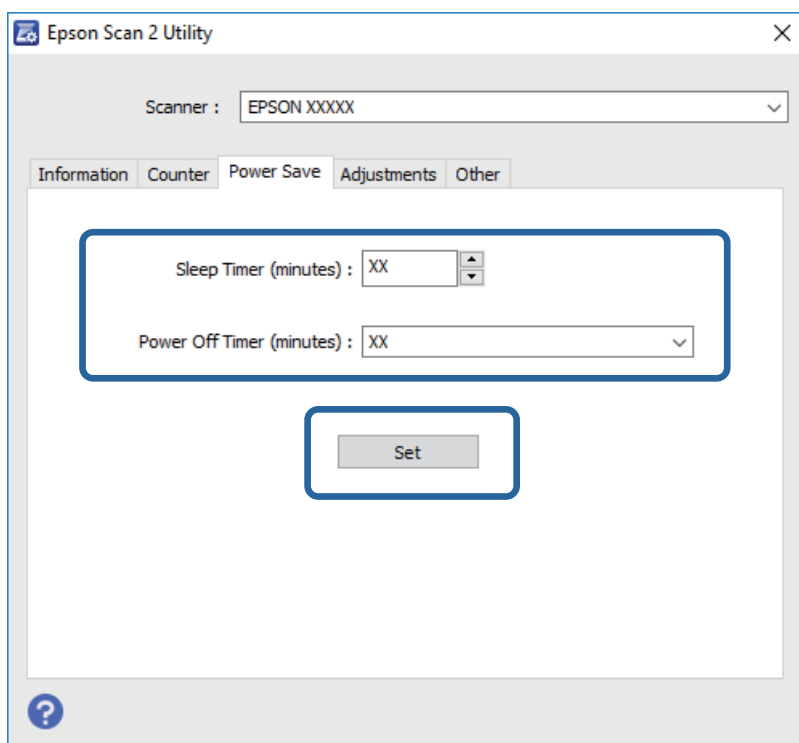 Epson Scan 2 Utility
Scanner : EPSON XXXXX
Information Counter Power Save Adjustments Other
Sleep Timer (minutes) : XX
Power Off Timer (minutes) : XX
Set
?